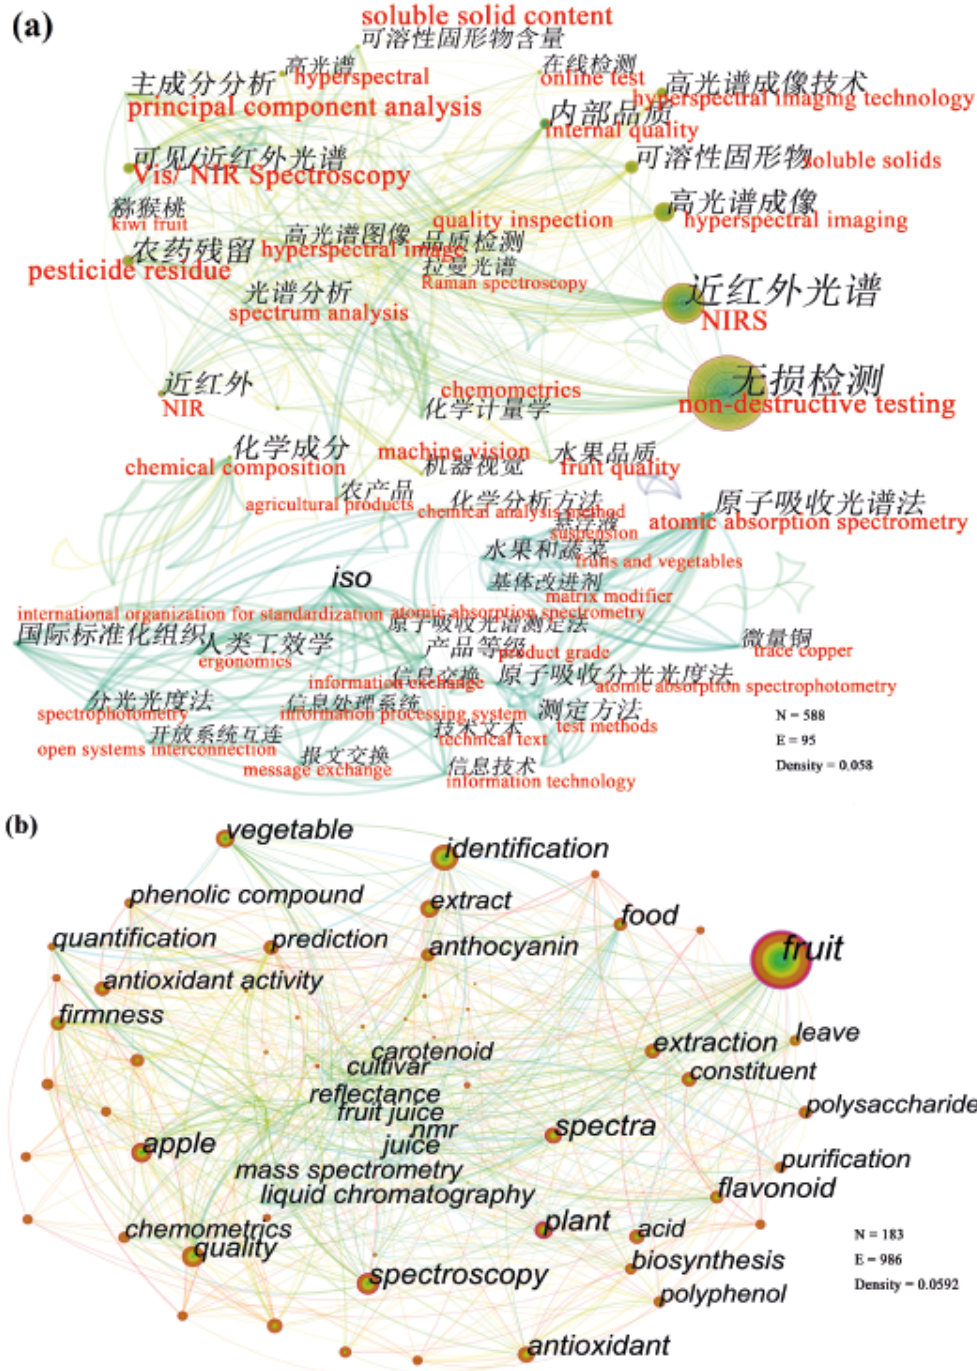 (a)
soluble solid content
可溶性固形物含量
高光谱
hyperspectral
在线检测
online test
主成分分析
principal component analysis
高光谱成像技术
hyperspectral imaging technology
内部品质
internal quality
可见/近红外光谱
Vis/ NIR Spectroscopy
可溶性固形物
soluble solids
猕猴桃
kiwi fruit
高光谱成像
hyperspectral imaging
quality inspection
品质检测
高光谱图像
hyperspectral image
农药残留
pesticide residue
拉曼光谱
Raman spectroscopy
光谱分析
spectrum analysis
近红外光谱
NIRS
近红外
NIR
无损检测
non-destructive testing
chemometrics
化学计量学
化学成分
chemical composition
machine vision
机器视觉
水果品质
fruit quality
农产品
agricultural products
化学分析方法
chemical analysis method
原子吸收光谱法
atomic absorption spectrometry
悬浮液
suspension
水果和蔬菜
fruits and vegetables
iso
基体改进剂
matrix modifier
international organization for standardization
国际标准化组织
atomic absorption spectrometry
原子吸收光谱测定法
人类工效学
ergonomics
产品等级
product grade
微量铜
trace copper
信息交换
information exchange
原子吸收分光光度法
atomic absorption spectrophotometry
分光光度法
spectrophotometry
信息处理系统
information processing system
测定方法
test methods
开放系统互连
open systems interconnection
技术文本
technical text
报文交换
message exchange
信息技术
information technology
N = 588
E = 95
Density = 0.058
(b)
vegetable
identification
phenolic compound
extract
food
quantification
prediction
anthocyanin
fruit
antioxidant activity
firmness
leave
extraction
carotenoid
cultivar
constituent
reflectance
fruit juice
polysaccharide
nmr
spectra
juice
apple
mass spectrometry
purification
liquid chromatography
flavonoid
chemometrics
plant
acid
quality
biosynthesis
spectroscopy
polyphenol
antioxidant
N = 183
E = 986
Density = 0.0592